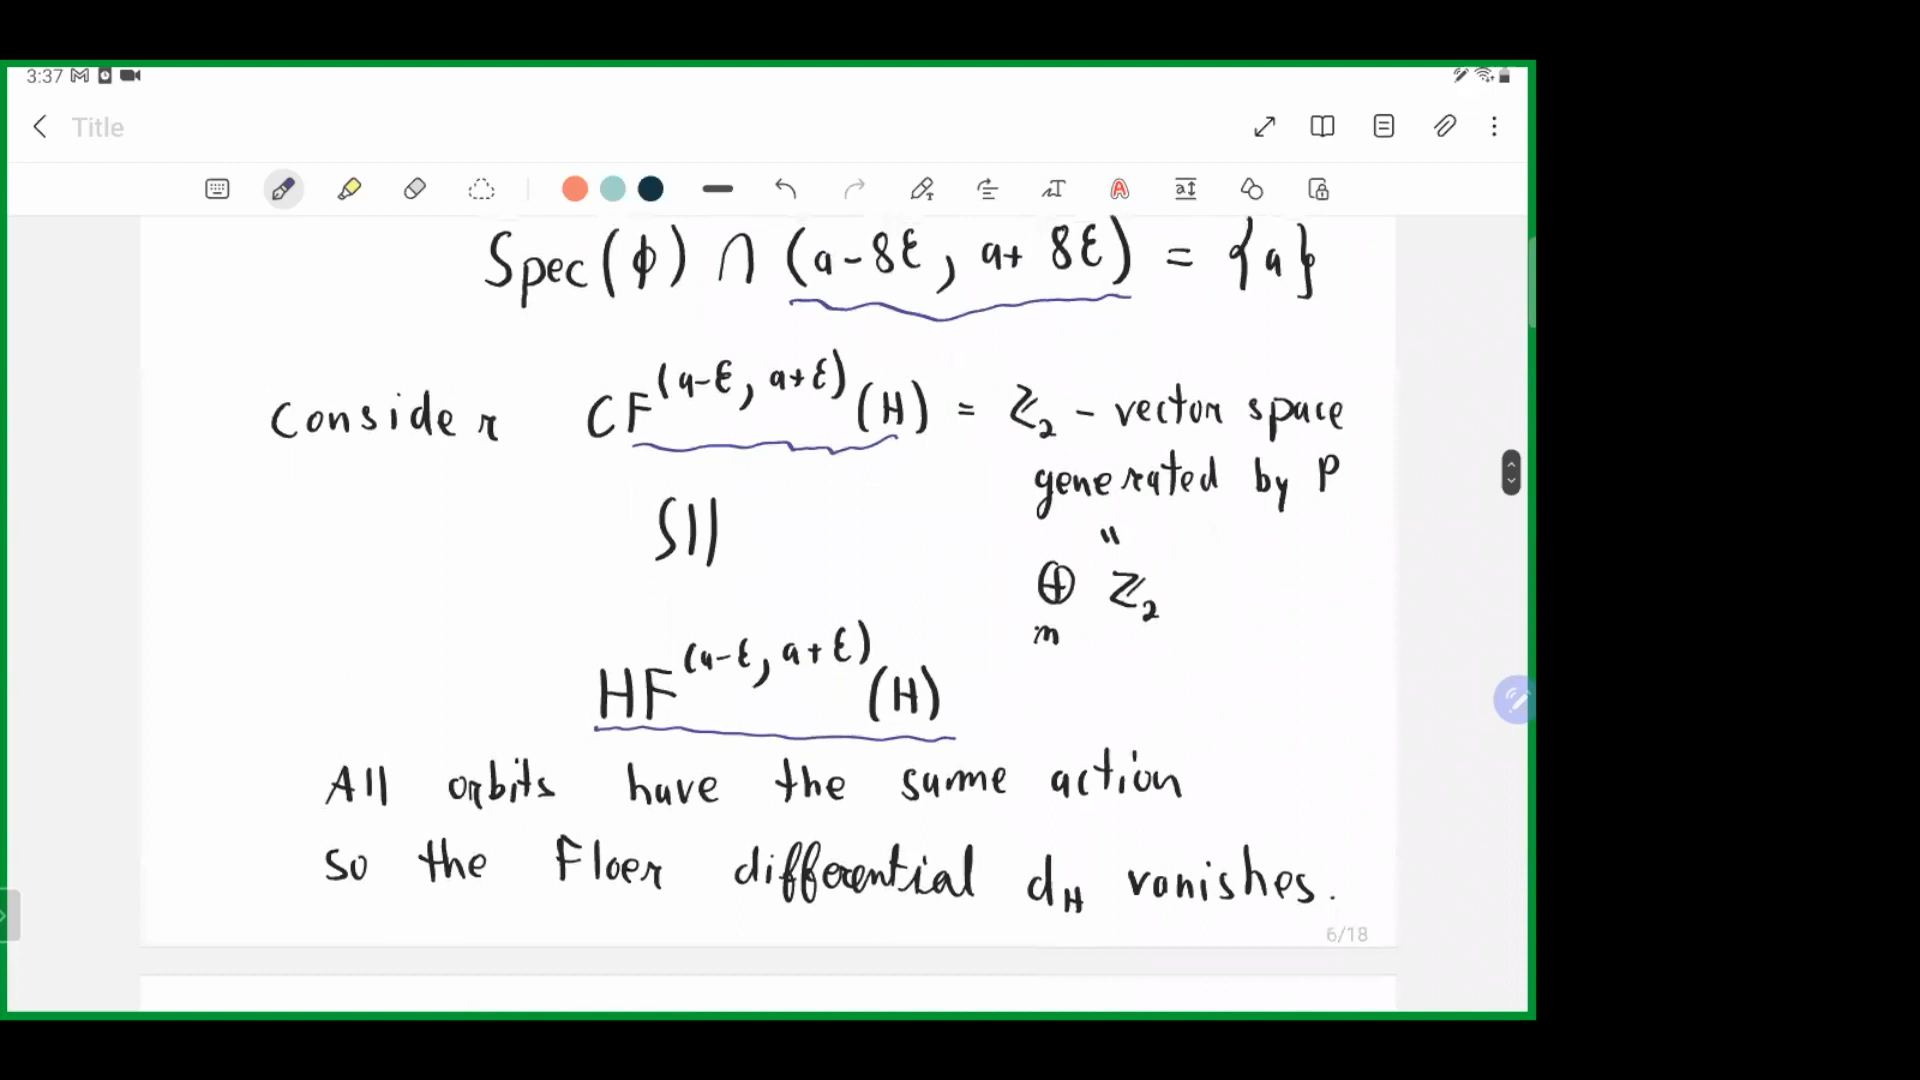 3:37
Title
Spec(ϕ) ∩ (a-8ε, a+8ε) = {a}
Consider CF^(a-ε, a+ε) (H) = ℤ₂ - vector space
generated by P
"
⊕ ℤ₂
m
S||
HF^(a-ε, a+ε) (H)
All orbits have the same action
so the Floer differential d_H vanishes.
6/18